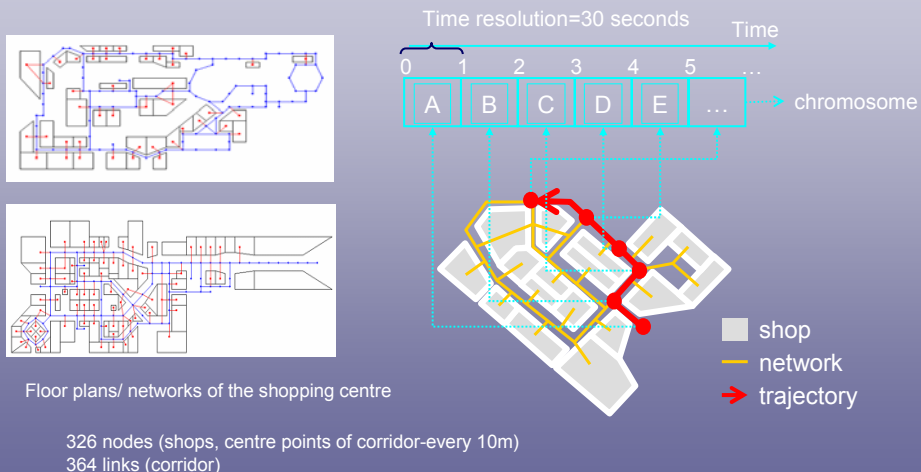 Time resolution=30 seconds
Time
0 1 2 3 4 5 ...
A B C D E ...
chromosome
shop
network
trajectory
Floor plans/ networks of the shopping centre
326 nodes (shops, centre points of corridor-every 10m)
364 links (corridor)